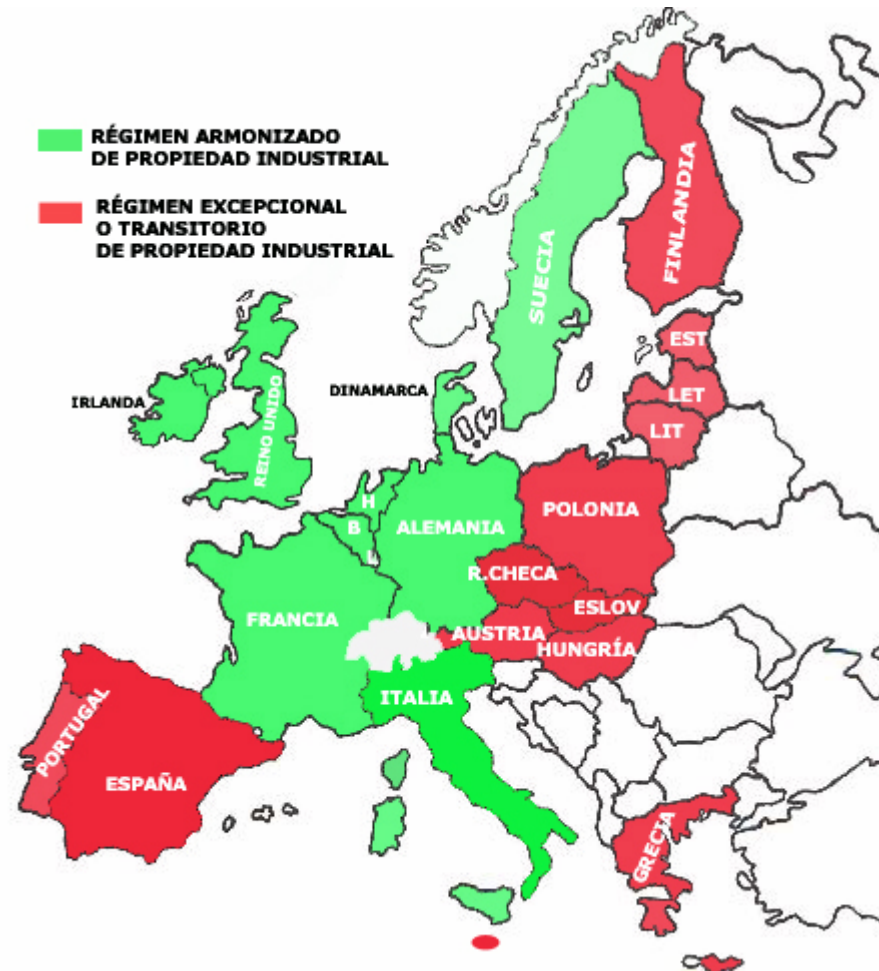 RÉGIMEN ARMONIZADO
DE PROPIEDAD INDUSTRIAL
RÉGIMEN EXCEPCIONAL
O TRANSITORIO
DE PROPIEDAD INDUSTRIAL
FINLANDIA
SUECIA
EST
DINAMARCA
LET
IRLANDA
REINO UNIDO
LIT
H
POLONIA
B
ALEMANIA
L
R.CHECA
ESLOV
FRANCIA
AUSTRIA
HUNGRÍA
ITALIA
PORTUGAL
ESPAÑA
GRECIA